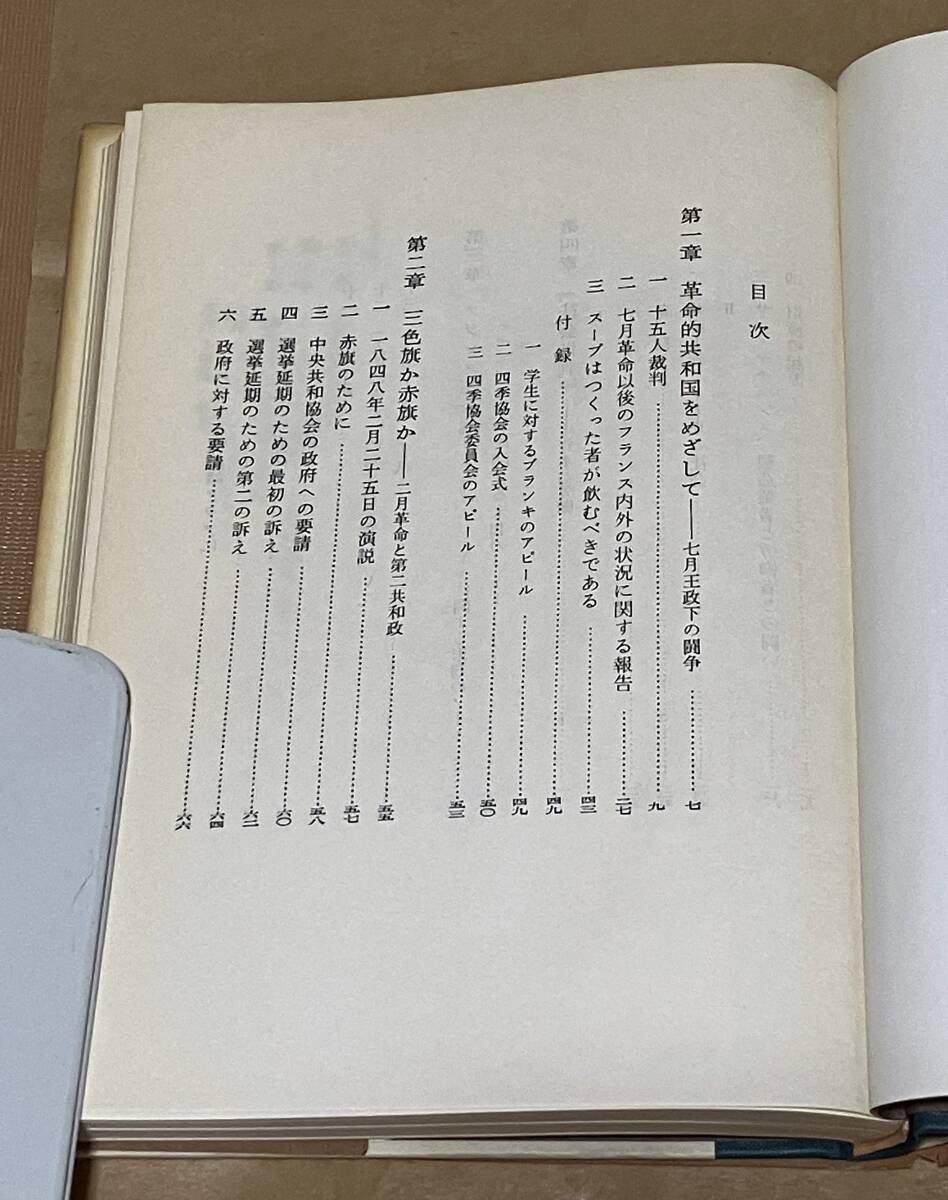 目次
第一章 革命的共和国をめざして——七月王政下の闘争……七
一 十五人裁判……九
二 七月革命以後のフランス内外の状況に関する報告……二七
三 スープはつくった者が飲むべきである……四三
付録……四九
一 学生に対するブランキのアピール……四九
二 四季協会の入会式……五〇
三 四季協会委員会のアピール……五三
第二章 三色旗か赤旗か——二月革命と第二共和政……五五
一 一八四八年二月二十五日の演説……五七
二 赤旗のために……五八
三 中央共和協会の政府への要請……六〇
四 選挙延期のための最初の訴え……六二
五 選挙延期のための第二の訴え……六四
六 政府に対する要請……六六